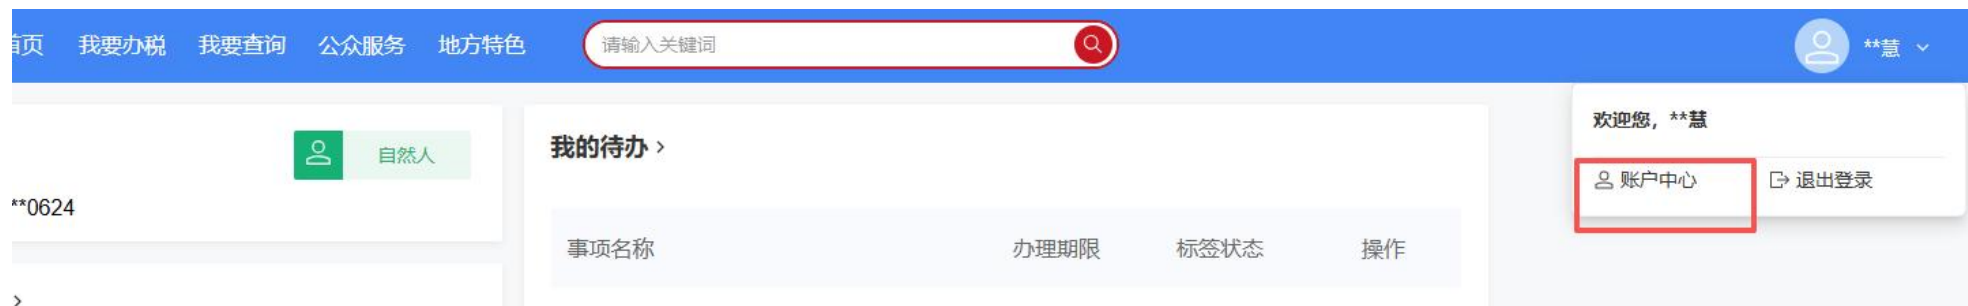 首页 我要办税 我要查询 公众服务 地方特色 请输入关键词 **慧
欢迎您，**慧
自然人
我的待办
账户中心 退出登录
**0624
事项名称 办理期限 标签状态 操作